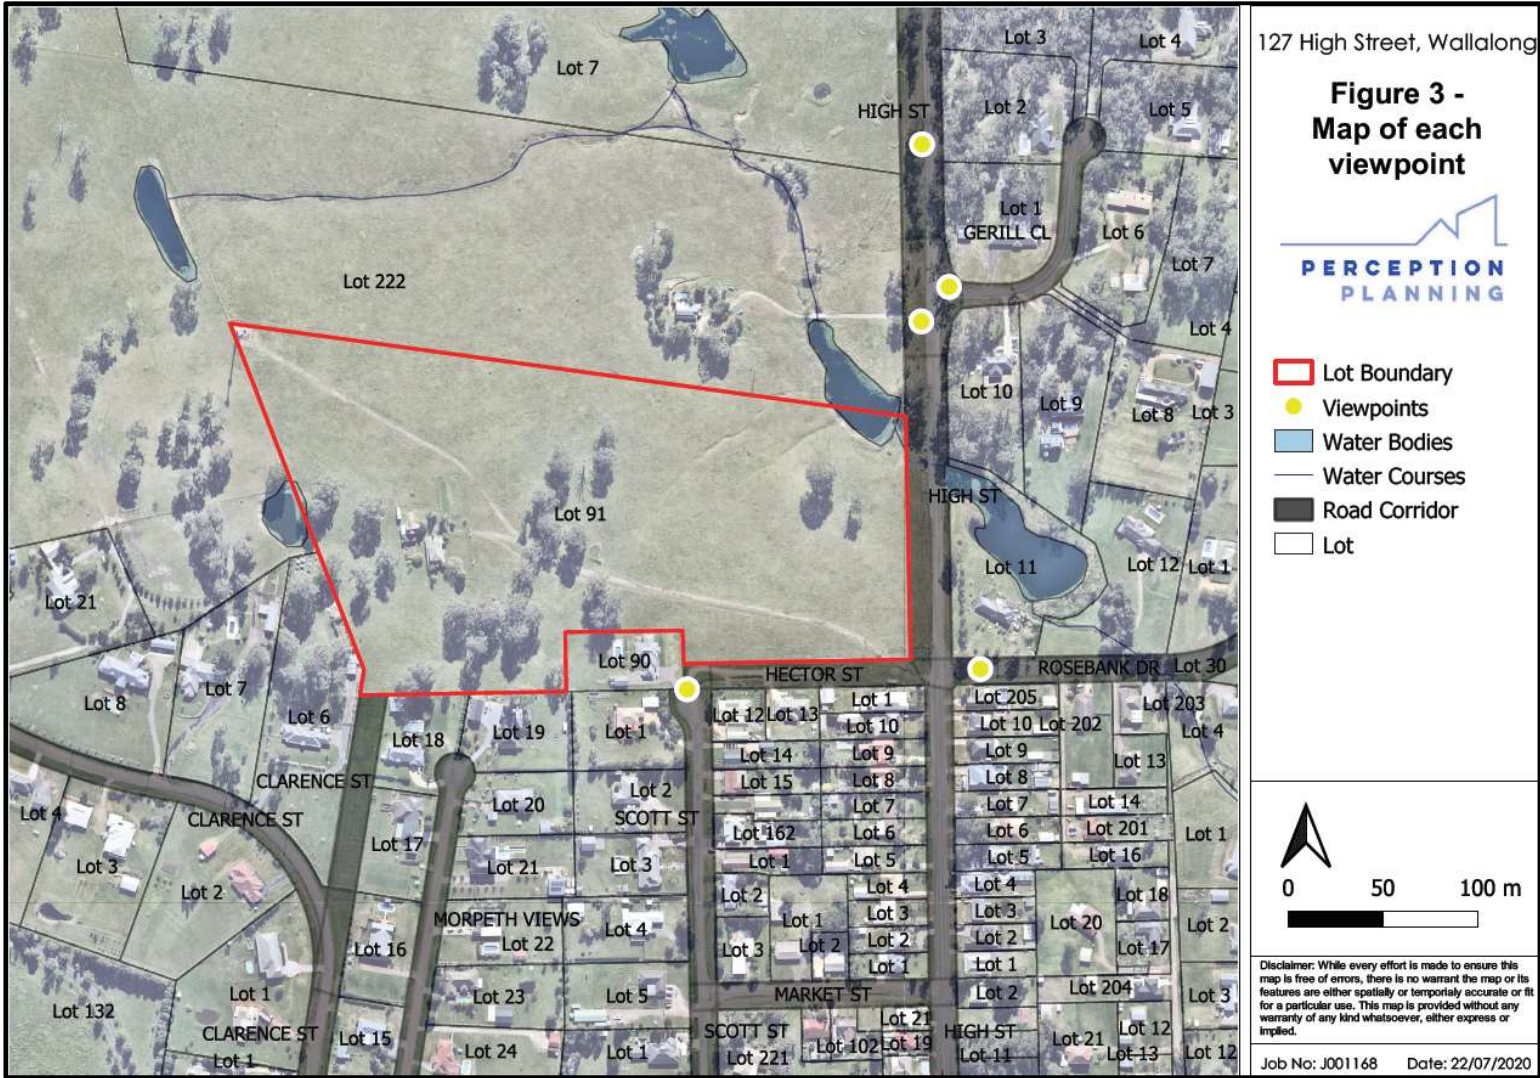 Lot 3
Lot 4
Lot 7
HIGH ST
Lot 2
Lot 5
Lot 1
GERILL CL
Lot 6
Lot 7
Lot 222
Lot 4
Lot 10
Lot 9
Lot 8
Lot 3
HIGH ST
Lot 91
Lot 11
Lot 12
Lot 1
Lot 21
Lot 90
HECTOR ST
ROSEBANK DR
Lot 30
Lot 8
Lot 7
Lot 6
Lot 18
Lot 19
Lot 1
Lot 12
Lot 13
Lot 1
Lot 10
Lot 205
Lot 10
Lot 202
Lot 203
Lot 4
Lot 14
Lot 9
Lot 9
Lot 13
CLARENCE ST
Lot 15
Lot 8
Lot 8
Lot 4
CLARENCE ST
Lot 20
Lot 2
SCOTT ST
Lot 7
Lot 7
Lot 14
Lot 17
Lot 162
Lot 6
Lot 6
Lot 201
Lot 1
Lot 3
Lot 2
Lot 21
Lot 3
Lot 1
Lot 5
Lot 5
Lot 16
Lot 2
Lot 4
Lot 4
Lot 18
MORPETH VIEWS
Lot 22
Lot 4
Lot 1
Lot 3
Lot 3
Lot 20
Lot 2
Lot 16
Lot 3
Lot 2
Lot 2
Lot 2
Lot 17
Lot 1
Lot 1
Lot 132
Lot 1
Lot 23
Lot 5
MARKET ST
Lot 2
Lot 204
Lot 3
CLARENCE ST
Lot 15
SCOTT ST
Lot 21
HIGH ST
Lot 12
Lot 1
Lot 24
Lot 1
Lot 221
Lot 102
Lot 19
Lot 11
Lot 21
Lot 13
Lot 12
127 High Street, Wallalong
Figure 3 -
Map of each
viewpoint
PERCEPTION
PLANNING
Lot Boundary
Viewpoints
Water Bodies
Water Courses
Road Corridor
Lot
0 50 100 m
Disclaimer: While every effort is made to ensure this
map is free of errors, there is no warrant the map or its
features are either spatially or temporialy accurate or fit
for a particular use. This map is provided without any
warranty of any kind whatsoever, either express or
implied.
Job No: J001168 Date: 22/07/2020